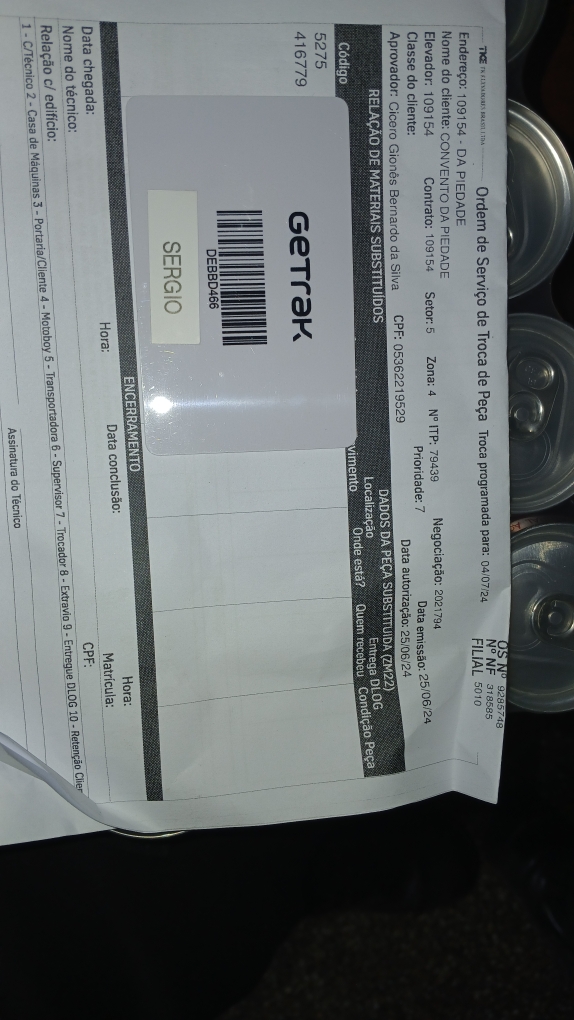 TKE
Ordem de Serviço de Troca de Peça
Troca programada para: 04/07/24
OS Nº 9285748
Nº NF 318585
FILIAL 5010
Endereço: 109154 - DA PIEDADE
Nome do cliente: CONVENTO DA PIEDADE
Negociação: 2021794
Data emissão: 25/06/24
Elevador: 109154 Contrato: 109154 Setor: 5 Zona: 4 Nº ITP: 79439
Classe do cliente: Prioridade: 7 Data autorização: 25/06/24
Aprovador: Cicero Gionês Bernardo da Silva CPF: 05362219529
RELAÇÃO DE MATERIAIS SUBSTITUÍDOS
DADOS DA PEÇA SUBSTITUÍDA (ZM22)
Código
vimento
Localização
Onde está?
Entrega DLOG
Quem recebeu
Condição Peça
5275
416779
GETRAK
DEBBD466
SERGIO
ENCERRAMENTO
Data chegada: Hora: Data conclusão: Hora:
Nome do técnico: CPF: Matrícula:
Relação c/ edifício:
1 - C/Técnico 2 - Casa de Máquinas 3 - Portaria/Cliente 4 - Motoboy 5 - Transportadora 6 - Supervisor 7 - Trocador 8 - Extravio 9 - Entregue DLOG 10 - Retenção Clien
Assinatura do Técnico